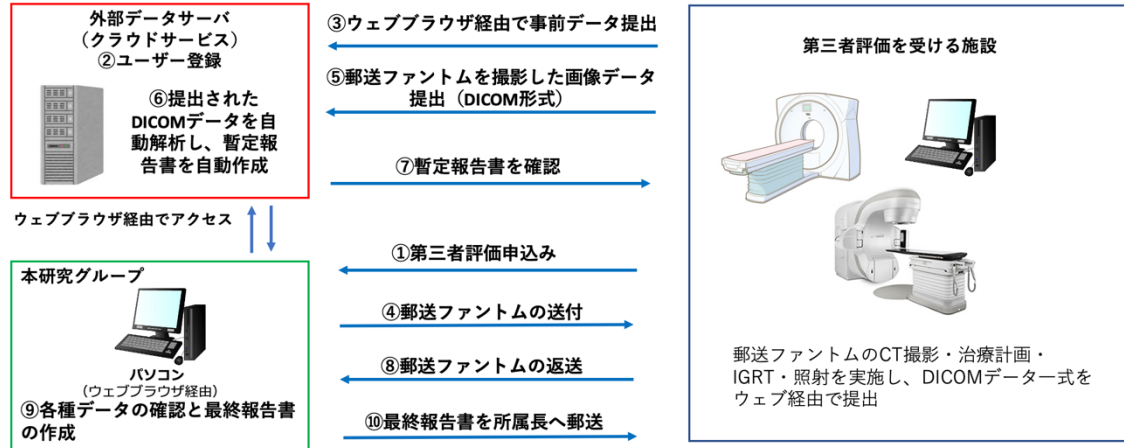 外部データサーバ
（クラウドサービス）
②ユーザー登録
⑥提出された
DICOMデータを自
動解析し、暫定報
告書を自動作成
③ウェブブラウザ経由で事前データ提出
⑤郵送ファントムを撮影した画像データ
提出（DICOM形式）
⑦暫定報告書を確認
ウェブブラウザ経由でアクセス
①第三者評価申込み
④郵送ファントムの送付
⑧郵送ファントムの返送
⑩最終報告書を所属長へ郵送
本研究グループ
パソコン
（ウェブブラウザ経由）
⑨各種データの確認と最終報告書
の作成
第三者評価を受ける施設
郵送ファントムのCT撮影・治療計画・
IGRT・照射を実施し、DICOMデータ一式を
ウェブ経由で提出